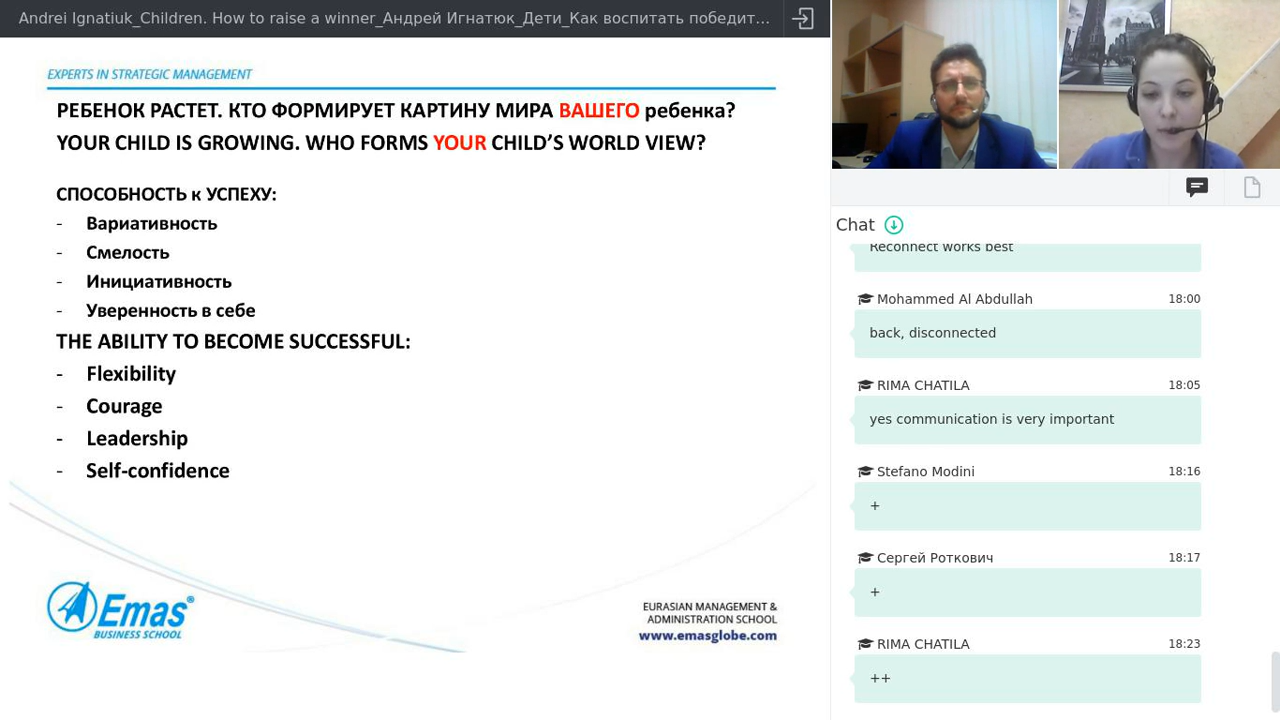 Andrei Ignatiuk_Children. How to raise a winner_Андрей Игнатюк_Дети_Как воспитать победит...
EXPERTS IN STRATEGIC MANAGEMENT
РЕБЕНОК РАСТЕТ. КТО ФОРМИРУЕТ КАРТИНУ МИРА ВАШЕГО ребенка?
YOUR CHILD IS GROWING. WHO FORMS YOUR CHILD’S WORLD VIEW?
СПОСОБНОСТЬ к УСПЕХУ:
- Вариативность
- Смелость
- Инициативность
- Уверенность в себе
THE ABILITY TO BECOME SUCCESSFUL:
- Flexibility
- Courage
- Leadership
- Self-confidence
Emas®
BUSINESS SCHOOL
EURASIAN MANAGEMENT &
ADMINISTRATION SCHOOL
www.emasglobe.com
Chat
Reconnect works best
Mohammed Al Abdullah 18:00
back, disconnected
RIMA CHATILA 18:05
yes communication is very important
Stefano Modini 18:16
+
Сергей Роткович 18:17
+
RIMA CHATILA 18:23
++